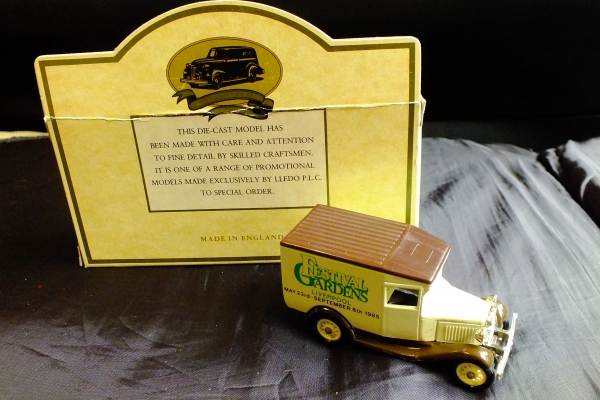 THIS DIE-CAST MODEL HAS
BEEN MADE WITH CARE AND ATTENTION
TO FINE DETAIL BY SKILLED CRAFTSMEN.
IT IS ONE OF A RANGE OF PROMOTIONAL
MODELS MADE EXCLUSIVELY BY LLEDO P.L.C.
TO SPECIAL ORDER.
MADE IN ENGLAND
FESTIVAL
GARDENS
LIVERPOOL
MAY 23rd - SEPTEMBER 6th 1985